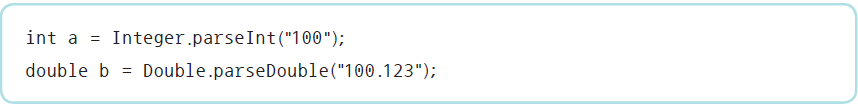 int a = Integer.parseInt("100");
double b = Double.parseDouble("100.123");